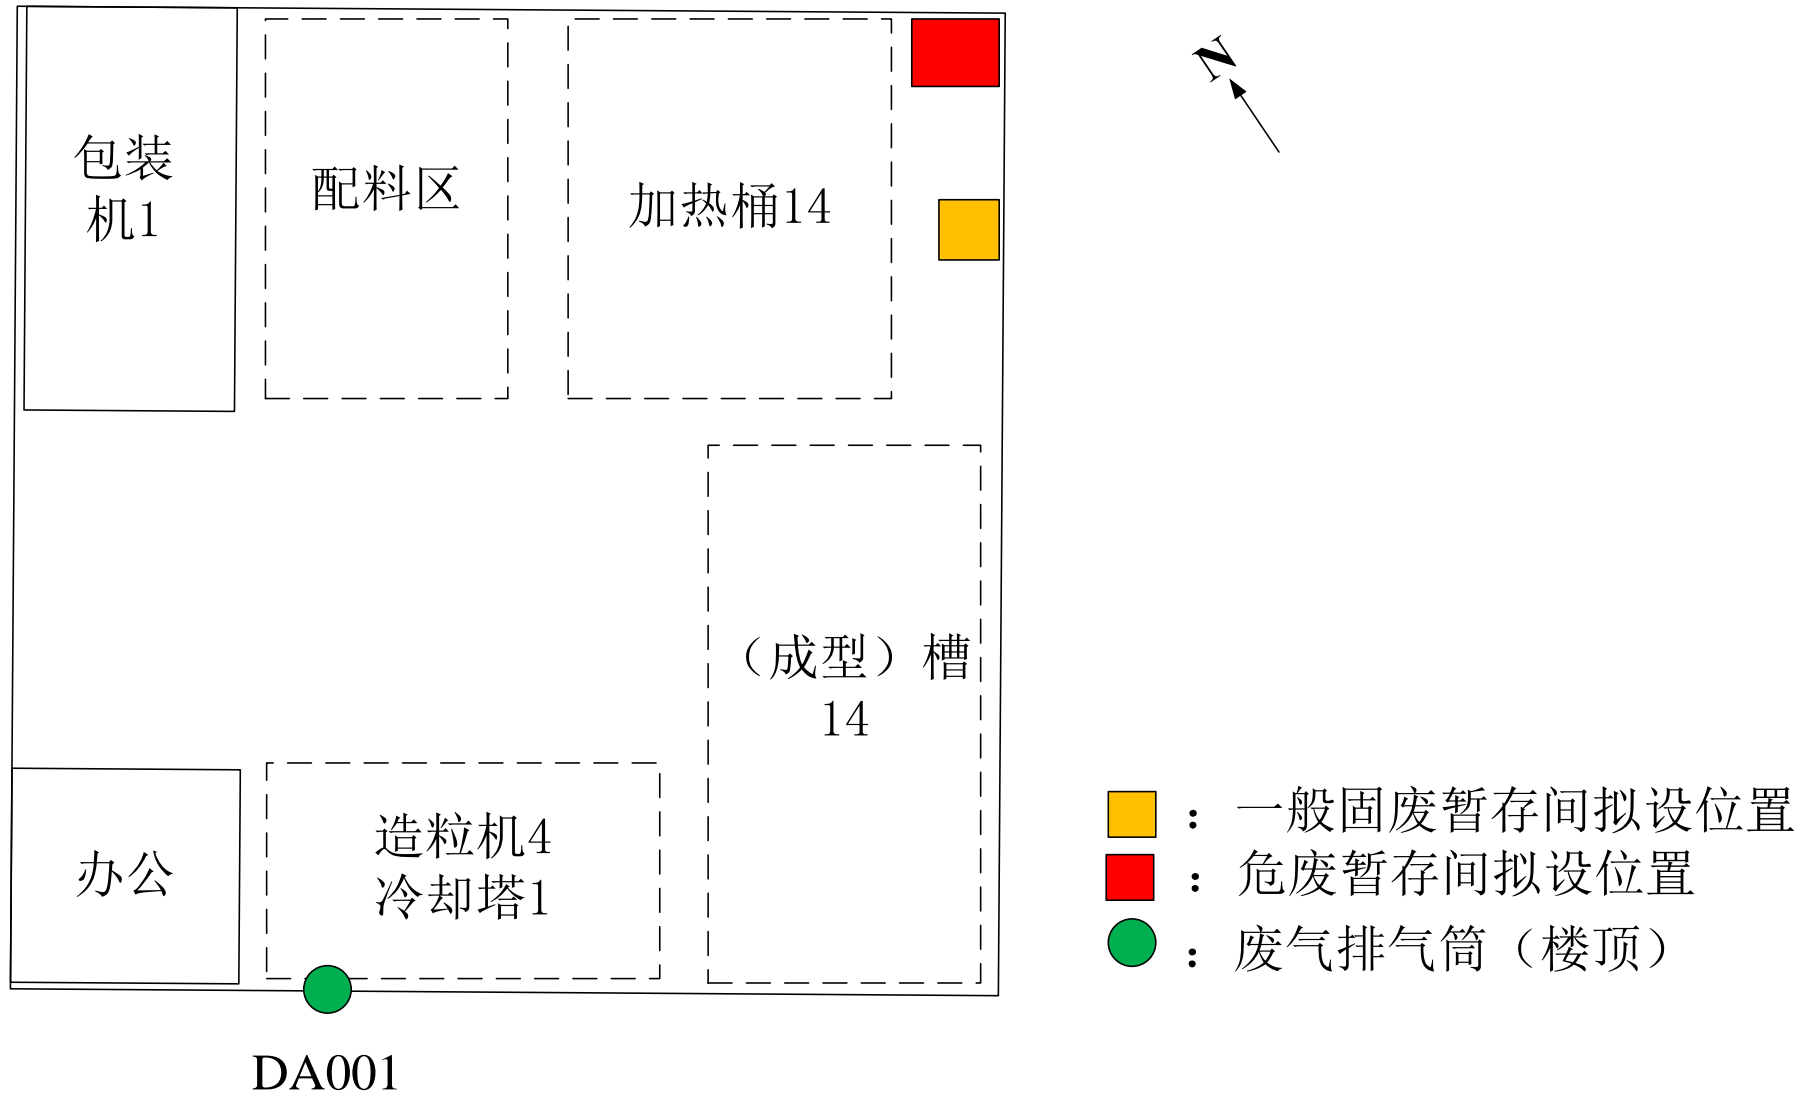 N
包装
机1
配料区
加热桶14
（成型）槽
14
办公
造粒机4
冷却塔1
DA001
：一般固废暂存间拟设位置
：危废暂存间拟设位置
：废气排气筒（楼顶）